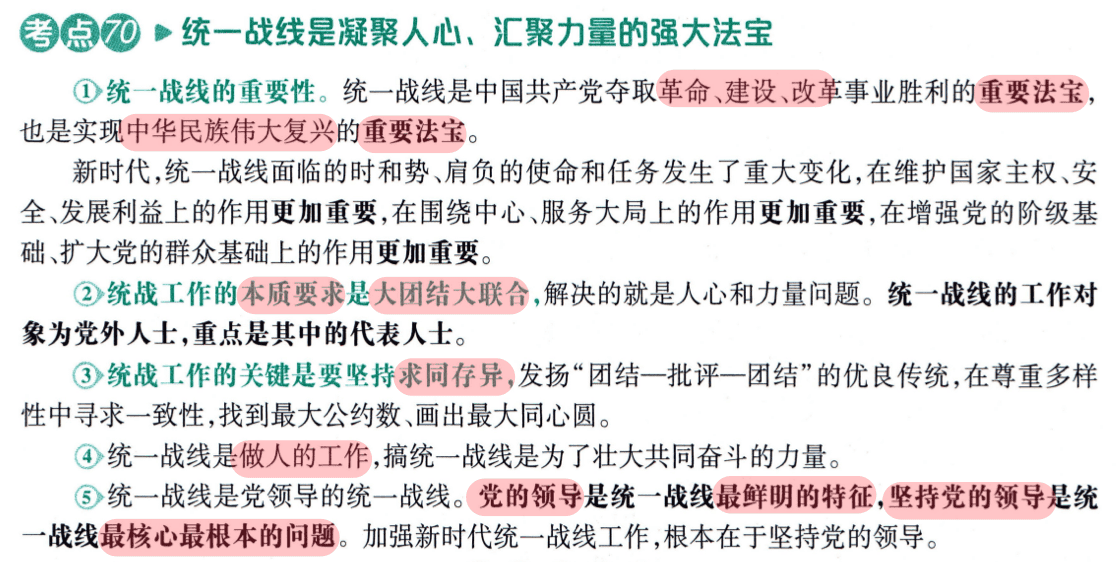 考点70 ▶ 统一战线是凝聚人心、汇聚力量的强大法宝
①统一战线的重要性。统一战线是中国共产党夺取革命、建设、改革事业胜利的重要法宝,
也是实现中华民族伟大复兴的重要法宝。
新时代,统一战线面临的时和势、肩负的使命和任务发生了重大变化,在维护国家主权、安
全、发展利益上的作用更加重要,在围绕中心、服务大局上的作用更加重要,在增强党的阶级基
础、扩大党的群众基础上的作用更加重要。
②统战工作的本质要求是大团结大联合,解决的就是人心和力量问题。统一战线的工作对
象为党外人士,重点是其中的代表人士。
③统战工作的关键是要坚持求同存异,发扬“团结—批评—团结”的优良传统,在尊重多样
性中寻求一致性,找到最大公约数、画出最大同心圆。
④统一战线是做人的工作,搞统一战线是为了壮大共同奋斗的力量。
⑤统一战线是党领导的统一战线。党的领导是统一战线最鲜明的特征,坚持党的领导是统
一战线最核心最根本的问题。加强新时代统一战线工作,根本在于坚持党的领导。